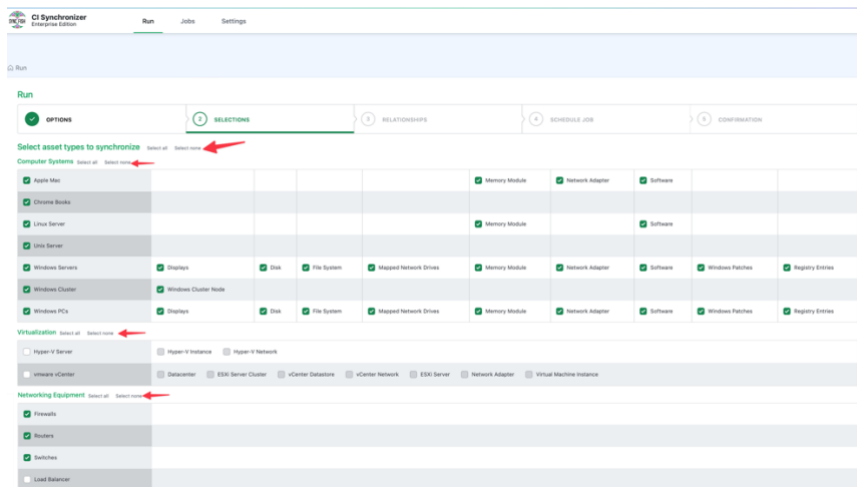 CI Synchronizer
Enterprise Edition
Run Jobs Settings
Run
Run
OPTIONS 2 SELECTIONS 3 RELATIONSHIPS 4 SCHEDULE JOB 5 CONFIRMATION
Select asset types to synchronize Select all Select none
Computer Systems Select all Select none
Apple Mac Memory Module Network Adapter Software
Chrome Books
Linux Server Memory Module Software
Unix Server
Windows Servers Displays Disk File System Mapped Network Drives Memory Module Network Adapter Software Windows Patches Registry Entries
Windows Cluster Windows Cluster Node
Windows PCs Displays Disk File System Mapped Network Drives Memory Module Network Adapter Software Windows Patches Registry Entries
Virtualization Select all Select none
Hyper-V Server Hyper-V Instance Hyper-V Network
vmware vCenter Datacenter ESXi Server Cluster vCenter Datastore vCenter Network ESXi Server Network Adapter Virtual Machine Instance
Networking Equipment Select all Select none
Firewalls
Routers
Switches
Load Balancer